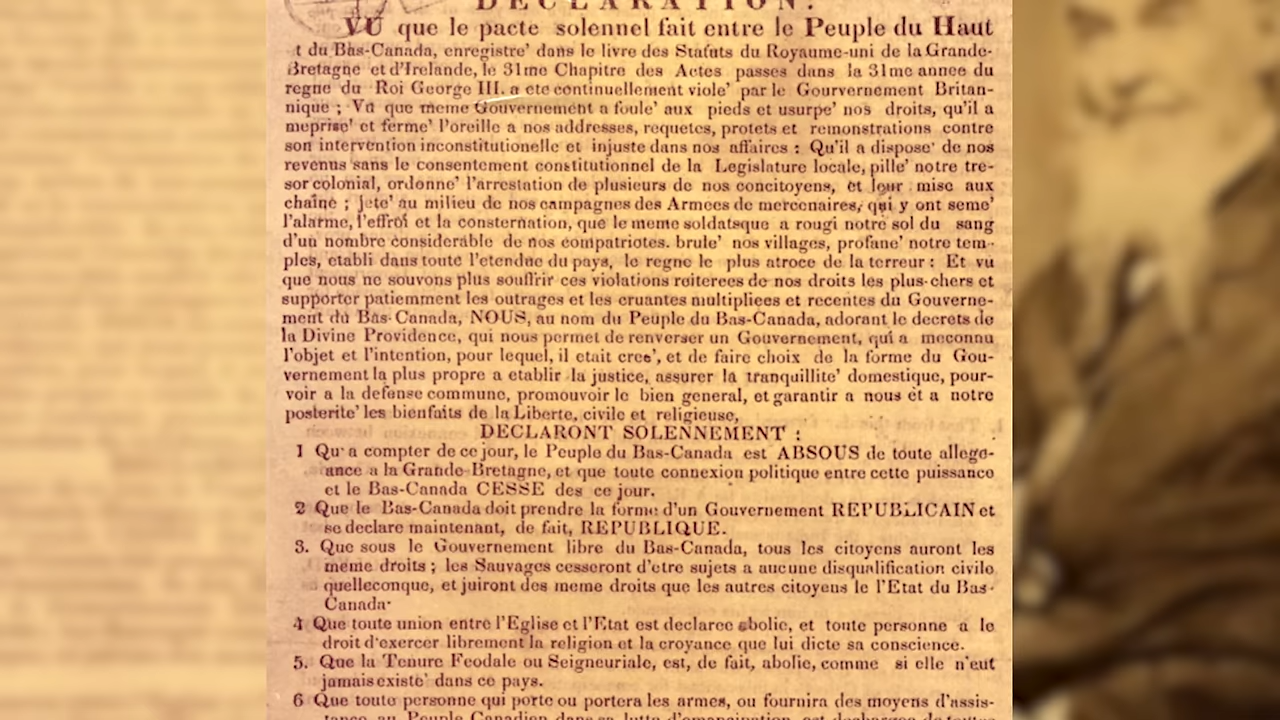 DECLARATION.
VU que le pacte solennel fait entre le Peuple du Haut
t du Bas-Canada, enregistre' dans le livre des Statuts du Royaume-uni de la Grande-
Bretagne et d'Irelande, le 31me Chapitre des Actes passes dans la 31me annee du
regne du Roi George III. a ete continuellement viole' par le Gourvernement Britan-
nique ; Vu que meme Gouvernement a foule' aux pieds et usurpe' nos droits, qu'il a
meprise' et ferme' l'oreille a nos addresses, requetes, protets et remonstrations contre
son intervention inconstitutionelle et injuste dans nos affaires : Qu'il a dispose' de nos
revenus sans le consentement constitutionnel de la Legislature locale, pille' notre tre-
sor colonial, ordonne' l'arrestation de plusieurs de nos concitoyens, et leur mise aux
chaine ; jete' au milieu de nos campagnes des Armees de mercenaires, qui y ont seme'
l'alarme, l'effroi et la consternation, que le meme soldatsque a rougi notre sol du sang
d'un nombre considerable de nos compatriotes. brule' nos villages, profane' notre tem-
ples, etabli dans toute l'etendue du pays, le regne le plus atroce de la terreur : Et vu
que nous ne souvons plus souffrir ces violations reiterees de nos droits les plus-chers et
supporter patiemment les outrages et les cruantes multipliees et recentes du Gouverne-
ment du Bas-Canada, NOUS, au nom du Peuple du Bas-Canada, adorant le decrets de
la Divine Providence, qui nous permet de renverser un Gouvernement, qui a meconnu
l'objet et l'intention, pour lequel, il etait cree', et de faire choix de la forme du Gou-
vernement la plus propre a etablir la justice, assurer la tranquillite' domestique, pour-
voir a la defense commune, promouvoir le bien general, et garantir a nous et a notre
posterite' les bienfaits de la Liberte, civile et religieuse,
DECLARONT SOLENNEMENT :
1 Qu'a compter de ce jour, le Peuple du Bas-Canada est ABSOUS de toute allege-
ance a la Grande-Bretagne, et que toute connexion politique entre cette puissance
et le Bas-Canada CESSE des ce jour.
2 Que le Bas-Canada doit prendre la forme d'un Gouvernement REPUBLICAIN et
se declare maintenant, de fait, REPUBLIQUE.
3. Que sous le Gouvernement libre du Bas-Canada, tous les citoyens auront les
meme droits ; les Sauvages cesseront d'etre sujets a aucune disqualification civile
quelleconque, et juiront des meme droits que les autres citoyens le l'Etat du Bas-
Canada·
4 Que toute union entre l'Eglise et l'Etat est declaree abolie, et toute personne a le
droit d'exercer librement la religion et la croyance que lui dicte sa conscience.
5. Que la Tenure Feodale ou Seigneuriale, est, de fait, abolie, comme si elle n'eut
jamais existe' dans ce pays.
6 Que toute personne qui porte ou portera les armes, ou fournira des moyens d'assis-
tance au Peuple Canadien dans sa lutte d'emancipation, est dechargee de toutes